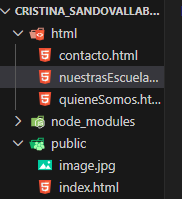 CRISTINA_SANDOVALLAB...
html
contacto.html
nuestrasEscuela...
quieneSomos.ht...
node_modules
public
image.jpg
index.html